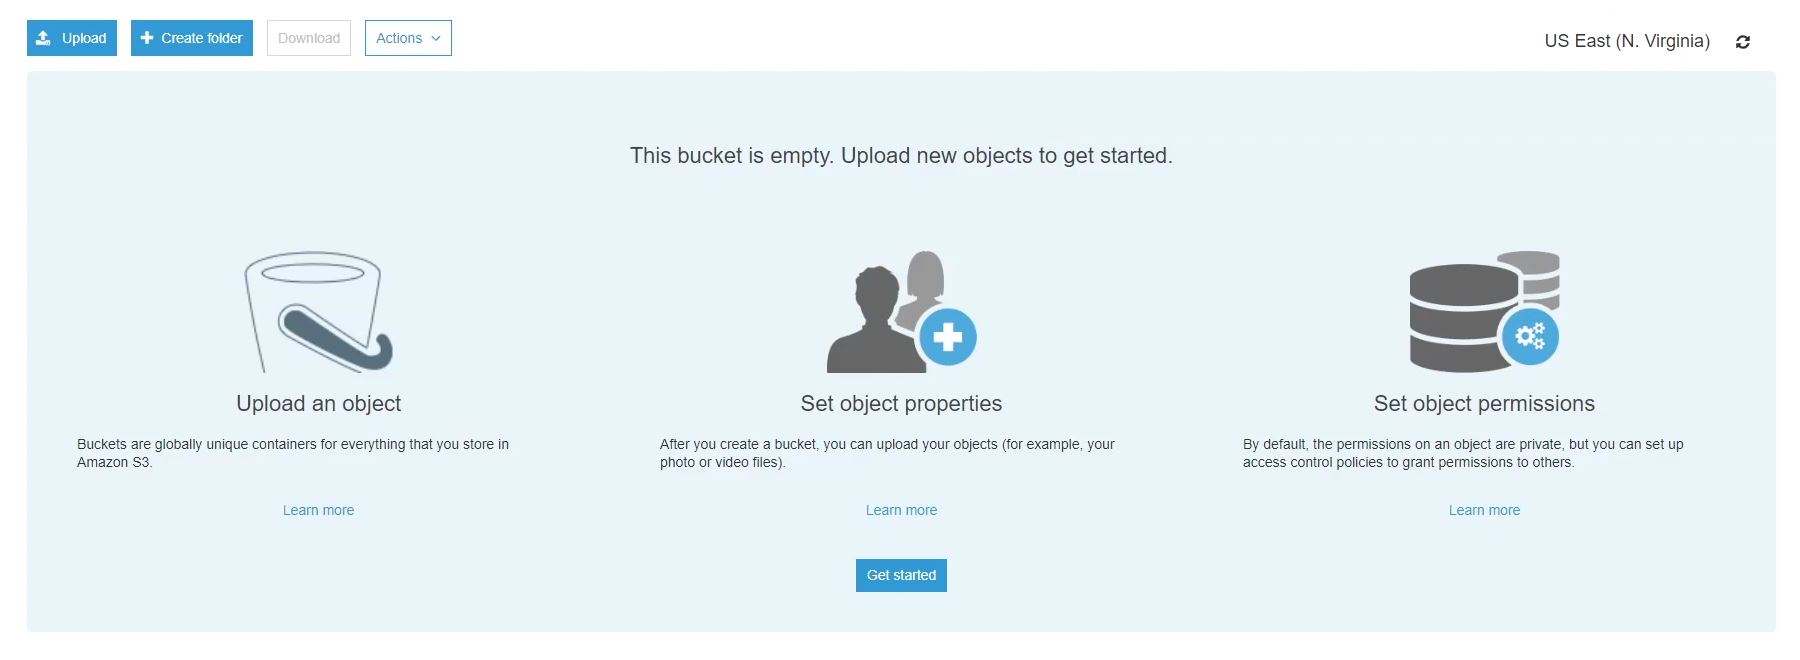 Upload
Create folder
Download
Actions
US East (N. Virginia)
This bucket is empty. Upload new objects to get started.
Upload an object
Buckets are globally unique containers for everything that you store in
Amazon S3.
Learn more
Set object properties
After you create a bucket, you can upload your objects (for example, your
photo or video files).
Learn more
Set object permissions
By default, the permissions on an object are private, but you can set up
access control policies to grant permissions to others.
Learn more
Get started